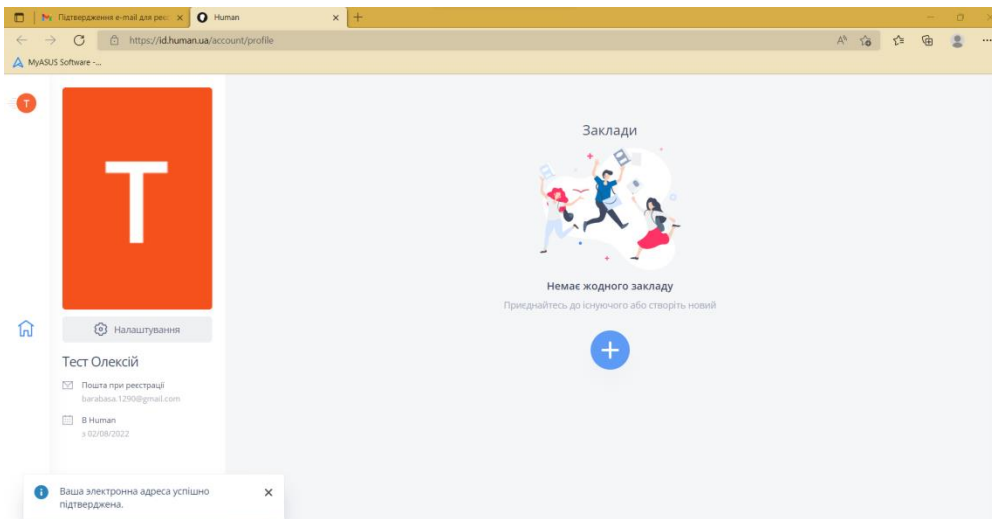 Підтвердження e-mail для реєс
Human
https://id.human.ua/account/profile
MyASUS Software -...
T
T
Налаштування
Тест Олексій
Пошта при реєстрації
barabasa.1290@gmail.com
В Human
з 02/08/2022
Заклади
Немає жодного закладу
Приєднайтесь до існуючого або створіть новий
Ваша электронна адреса успішно
підтверджена.